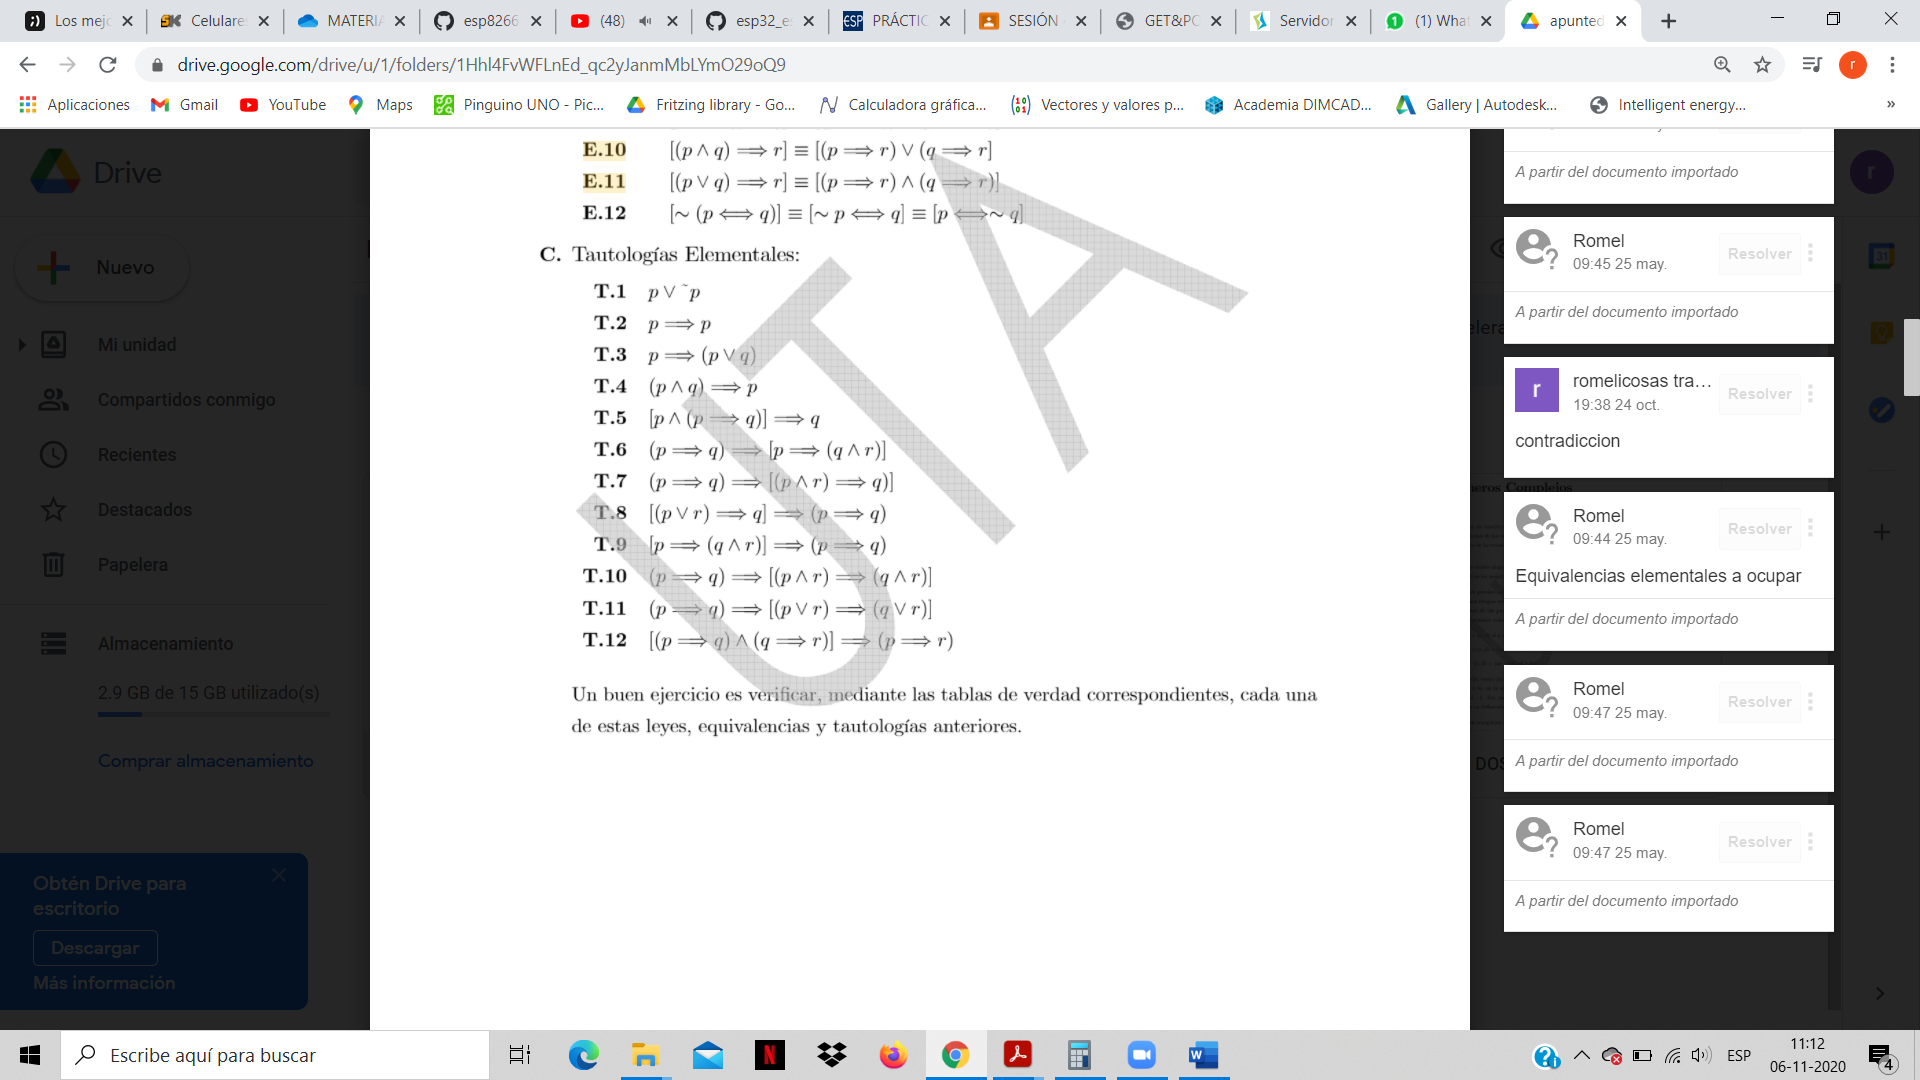 Los mej
Celulares
MATERIA
esp8266
(48)
esp32_e
PRÁCTIC
SESIÓN
GET&PO
Servidor
(1) What
apunted
drive.google.com/drive/u/1/folders/1Hhl4FvWFLnEd_qc2yJanmMbLYmO29oQ9
r
Aplicaciones
Gmail
YouTube
Maps
Pinguino UNO - Pic...
Fritzing library - Go...
Calculadora gráfica...
Vectores y valores p...
Academia DIMCAD...
Gallery | Autodesk...
Intelligent energy...
»
Drive
Nuevo
Mi unidad
Compartidos conmigo
Recientes
Destacados
Papelera
Almacenamiento
2.9 GB de 15 GB utilizado(s)
Comprar almacenamiento
Obtén Drive para
escritorio
Descargar
Más información
E.10 [(p ∧ q) ⟹ r] ≡ [(p ⟹ r) ∨ (q ⟹ r]
E.11 [(p ∨ q) ⟹ r] ≡ [(p ⟹ r) ∧ (q ⟹ r)]
E.12 [∼ (p ⟺ q)] ≡ [∼ p ⟺ q] ≡ [p ⟺∼ q]
C. Tautologías Elementales:
T.1 p ∨ ˜p
T.2 p ⟹ p
T.3 p ⟹ (p ∨ q)
T.4 (p ∧ q) ⟹ p
T.5 [p ∧ (p ⟹ q)] ⟹ q
T.6 (p ⟹ q) ⟹ [p ⟹ (q ∧ r)]
T.7 (p ⟹ q) ⟹ [(p ∧ r) ⟹ q)]
T.8 [(p ∨ r) ⟹ q] ⟹ (p ⟹ q)
T.9 [p ⟹ (q ∧ r)] ⟹ (p ⟹ q)
T.10 (p ⟹ q) ⟹ [(p ∧ r) ⟹ (q ∧ r)]
T.11 (p ⟹ q) ⟹ [(p ∨ r) ⟹ (q ∨ r)]
T.12 [(p ⟹ q) ∧ (q ⟹ r)] ⟹ (p ⟹ r)
Un buen ejercicio es verificar, mediante las tablas de verdad correspondientes, cada una
de estas leyes, equivalencias y tautologías anteriores.
UTA
A partir del documento importado
Romel
09:45 25 may.
Resolver
A partir del documento importado
r
romelicosas tra...
19:38 24 oct.
Resolver
contradiccion
Romel
09:44 25 may.
Resolver
Equivalencias elementales a ocupar
A partir del documento importado
Romel
09:47 25 may.
Resolver
A partir del documento importado
Romel
09:47 25 may.
Resolver
A partir del documento importado
r
31
Escribe aquí para buscar
ESP
11:12
06-11-2020
4